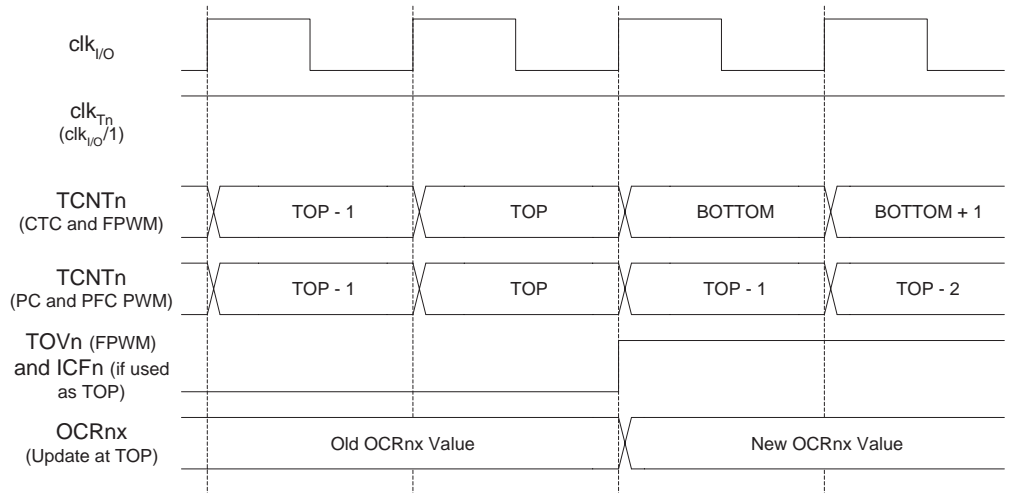 clkI/O
clkTn
(clkI/O/1)
TCNTn
(CTC and FPWM)
TOP - 1
TOP
BOTTOM
BOTTOM + 1
TCNTn
(PC and PFC PWM)
TOP - 1
TOP
TOP - 1
TOP - 2
TOVn (FPWM)
and ICFn (if used
as TOP)
OCRnx
(Update at TOP)
Old OCRnx Value
New OCRnx Value